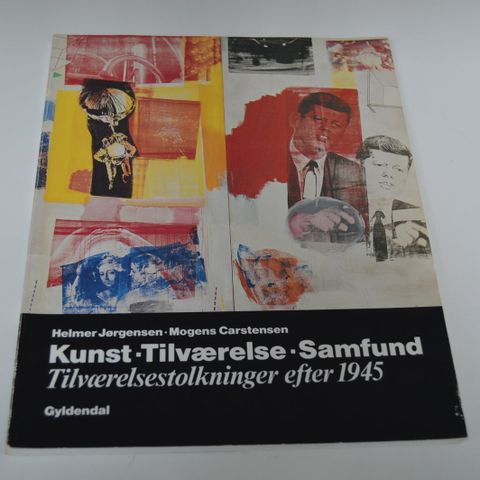 Helmer Jørgensen · Mogens Carstensen
Kunst · Tilværelse · Samfund
Tilværelsestolkninger efter 1945
Gyldendal